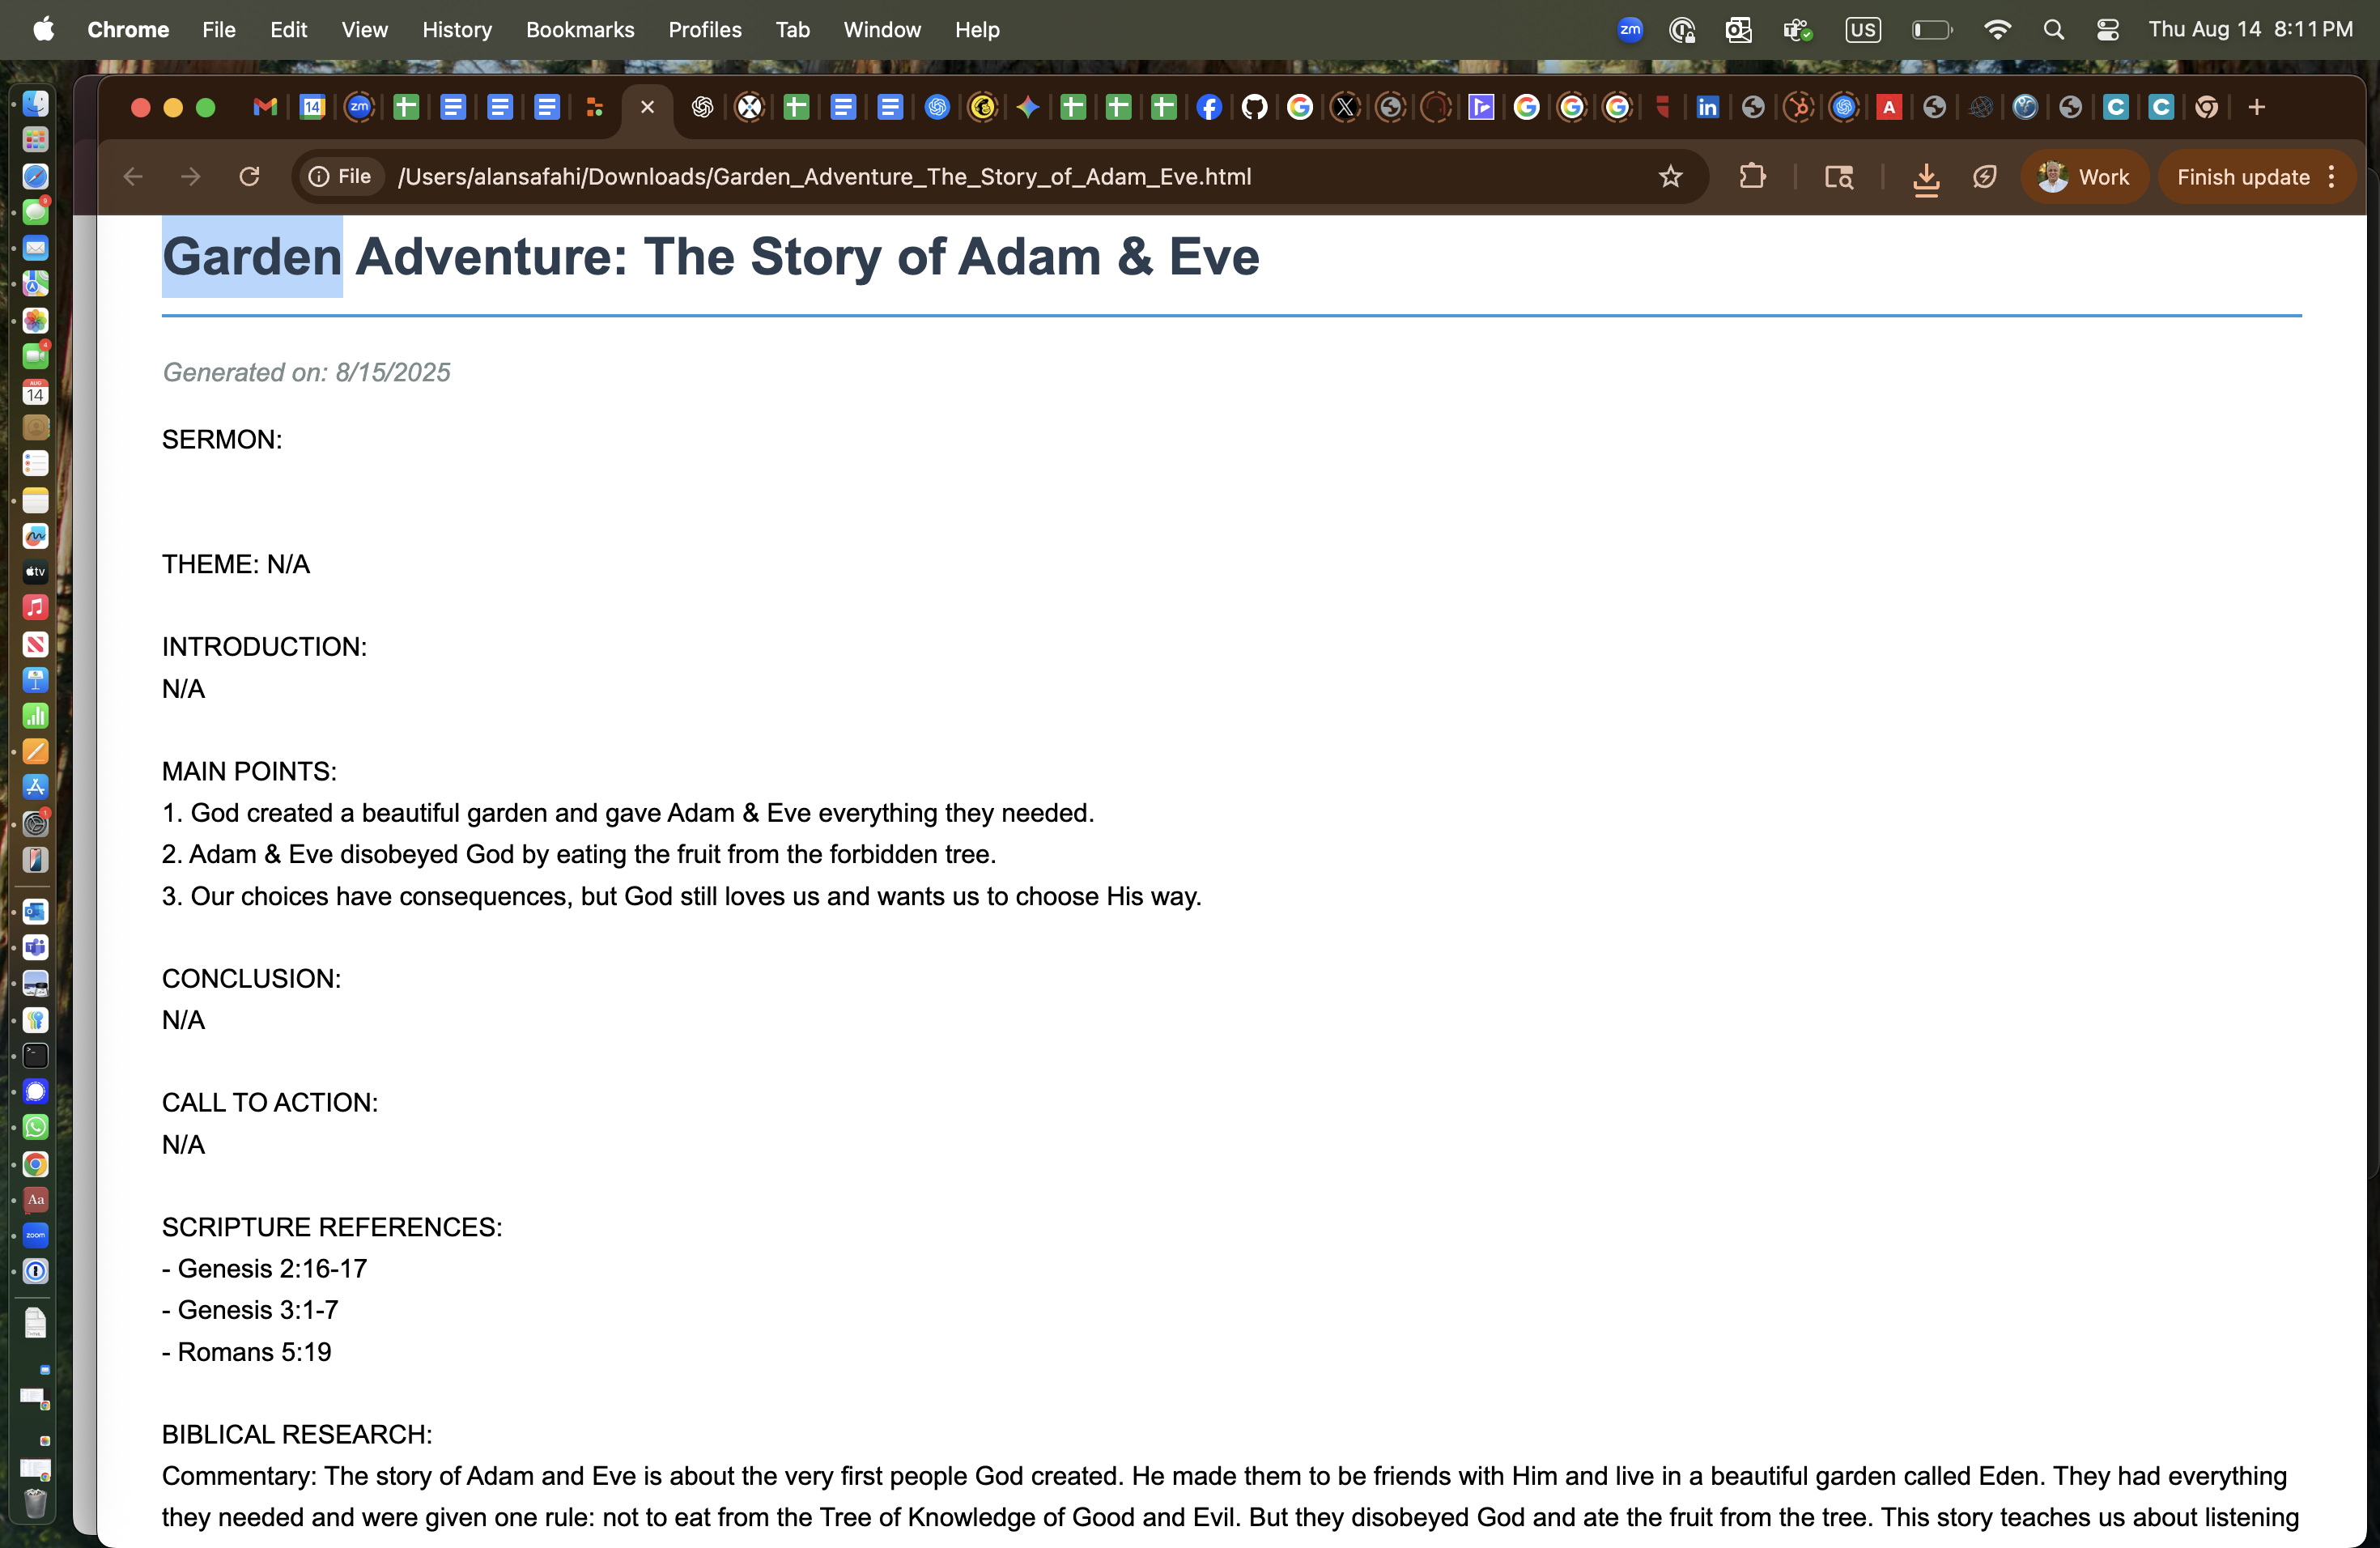 Chrome File Edit View History Bookmarks Profiles Tab Window Help zm US Thu Aug 14 8:11 PM
14 zm A C C
File /Users/alansafahi/Downloads/Garden_Adventure_The_Story_of_Adam_Eve.html Work Finish update
Garden Adventure: The Story of Adam & Eve
Generated on: 8/15/2025
SERMON:
THEME: N/A
INTRODUCTION:
N/A
MAIN POINTS:
1. God created a beautiful garden and gave Adam & Eve everything they needed.
2. Adam & Eve disobeyed God by eating the fruit from the forbidden tree.
3. Our choices have consequences, but God still loves us and wants us to choose His way.
CONCLUSION:
N/A
CALL TO ACTION:
N/A
SCRIPTURE REFERENCES:
- Genesis 2:16-17
- Genesis 3:1-7
- Romans 5:19
BIBLICAL RESEARCH:
Commentary: The story of Adam and Eve is about the very first people God created. He made them to be friends with Him and live in a beautiful garden called Eden. They had everything
they needed and were given one rule: not to eat from the Tree of Knowledge of Good and Evil. But they disobeyed God and ate the fruit from the tree. This story teaches us about listening
AUG
14
tv
Aa
zoom